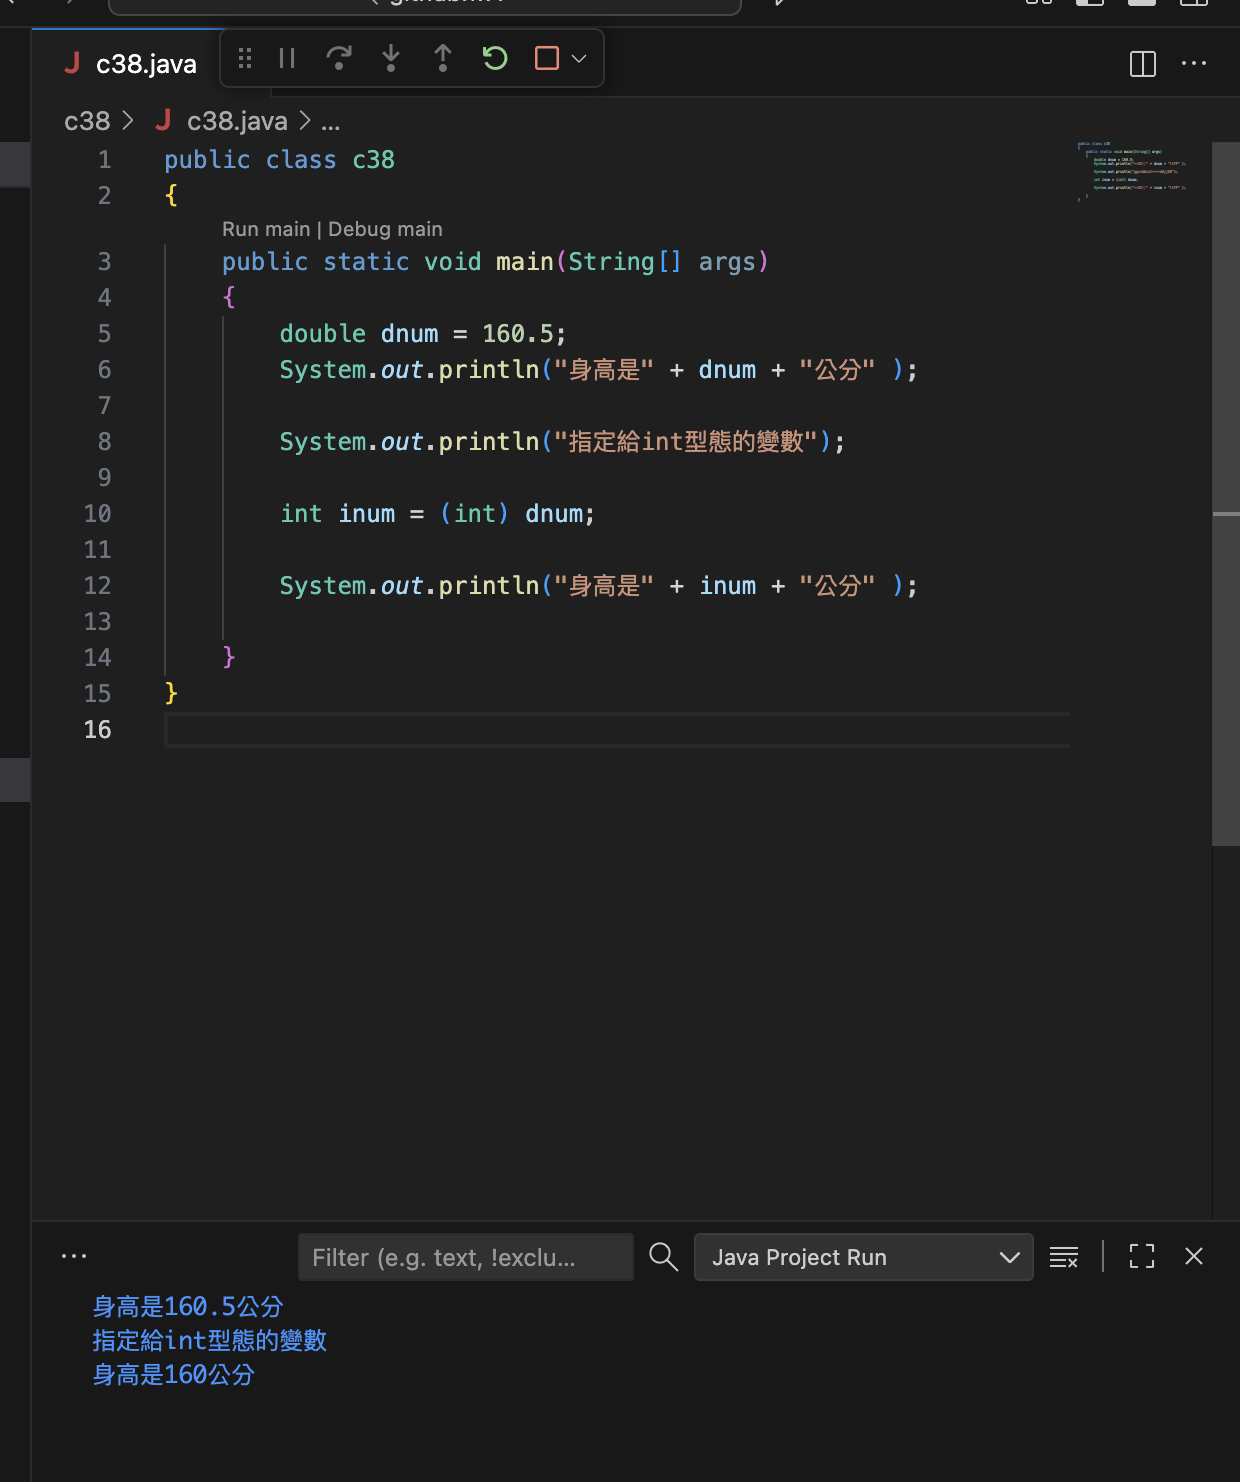 c38.java
c38 > c38.java > ...
1 public class c38
2 {
Run main | Debug main
3 public static void main(String[] args)
4 {
5 double dnum = 160.5;
6 System.out.println("身高是" + dnum + "公分" );
7
8 System.out.println("指定給int型態的變數");
9
10 int inum = (int) dnum;
11
12 System.out.println("身高是" + inum + "公分" );
13
14 }
15 }
16
Filter (e.g. text, !exclu...
Java Project Run
身高是160.5公分
指定給int型態的變數
身高是160公分